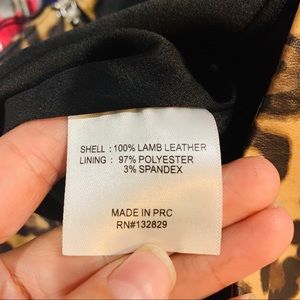 SHELL : 100% LAMB LEATHER
LINING : 97% POLYESTER
3% SPANDEX
MADE IN PRC
RN#132829